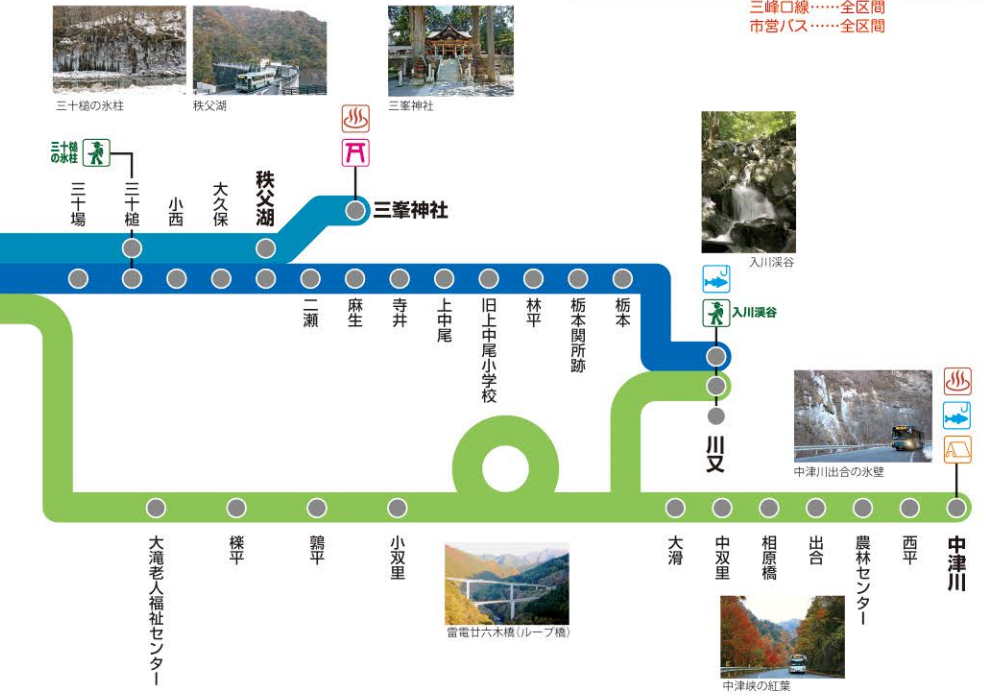 三峰口線……全区間
市営バス……全区間
三十槌の氷柱
秩父湖
三峯神社
三十槌
の氷柱
三十場
三十槌
小西
大久保
秩父湖
三峯神社
入川渓谷
入川渓谷
二瀬
麻生
寺井
上中尾
旧上中尾小学校
林平
栃本関所跡
栃本
川又
中津川出合の氷壁
大滝老人福祉センター
楺平
鶉平
小双里
雷電廿六木橋(ループ橋)
大滑
中双里
相原橋
出合
農林センター
西平
中津川
中津峡の紅葉